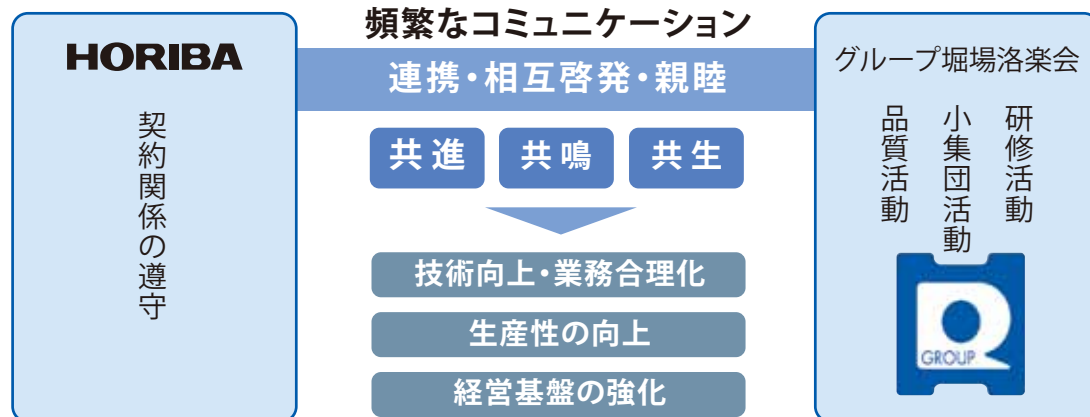 HORIBA
契約関係の遵守
頻繁なコミュニケーション
連携・相互啓発・親睦
共進
共鳴
共生
技術向上・業務合理化
生産性の向上
経営基盤の強化
グループ堀場洛楽会
研修活動
小集団活動
品質活動
R
GROUP